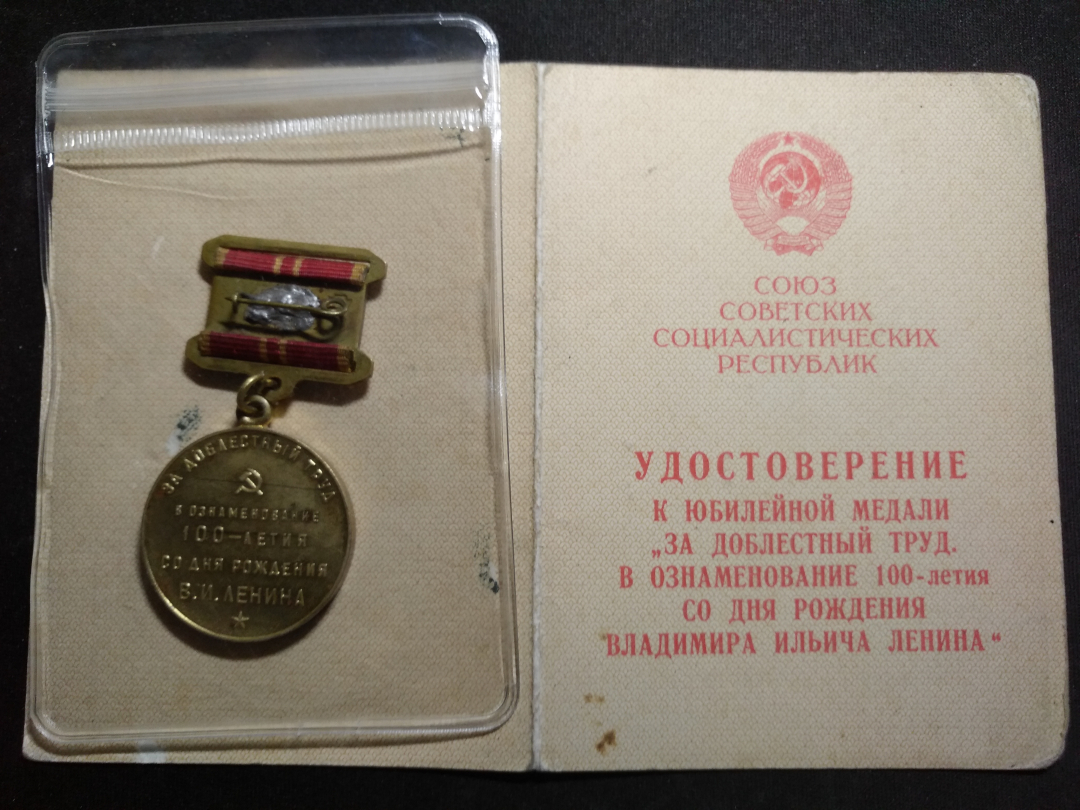 ЗА ДОБЛЕСТНЫЙ ТРУД
В ОЗНАМЕНОВАНИЕ
100—ЛЕТИЯ
СО ДНЯ РОЖДЕНИЯ
В.И.ЛЕНИНА
СОЮЗ
СОВЕТСКИХ
СОЦИАЛИСТИЧЕСКИХ
РЕСПУБЛИК
УДОСТОВЕРЕНИЕ
К ЮБИЛЕЙНОЙ МЕДАЛИ
„ЗА ДОБЛЕСТНЫЙ ТРУД.
В ОЗНАМЕНОВАНИЕ 100-летия
СО ДНЯ РОЖДЕНИЯ
ВЛАДИМИРА ИЛЬИЧА ЛЕНИНА“